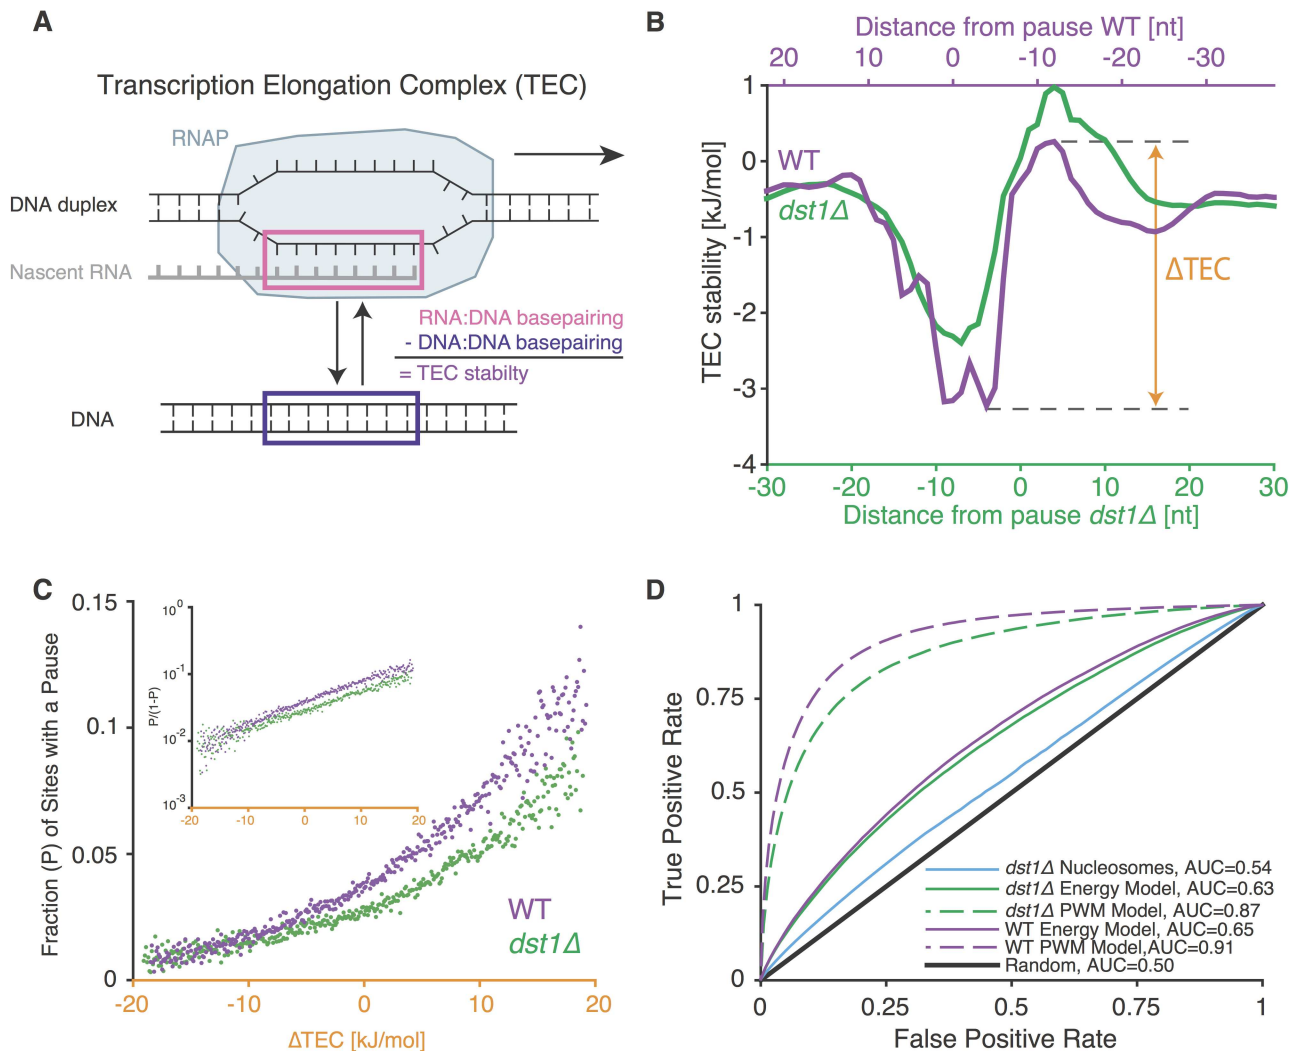 A
Transcription Elongation Complex (TEC)
RNAP
DNA duplex
Nascent RNA
RNA:DNA basepairing
- DNA:DNA basepairing
= TEC stabilty
DNA
B
Distance from pause WT [nt]
20 10 0 -10 -20 -30
1
0
-1
-2
-3
-4
TEC stability [kJ/mol]
WT
dst1Δ
ΔTEC
-30 -20 -10 0 10 20 30
Distance from pause dst1Δ [nt]
C
Fraction (P) of Sites with a Pause
0.15
0.1
0.05
0
P/(1-P)
10^0
10^-1
10^-2
10^-3
-20 -10 0 10 20
WT
dst1Δ
-20 -10 0 10 20
ΔTEC [kJ/mol]
D
True Positive Rate
1
0.75
0.5
0.25
0
dst1Δ Nucleosomes, AUC=0.54
dst1Δ Energy Model, AUC=0.63
dst1Δ PWM Model, AUC=0.87
WT Energy Model, AUC=0.65
WT PWM Model,AUC=0.91
Random, AUC=0.50
0 0.25 0.5 0.75 1
False Positive Rate